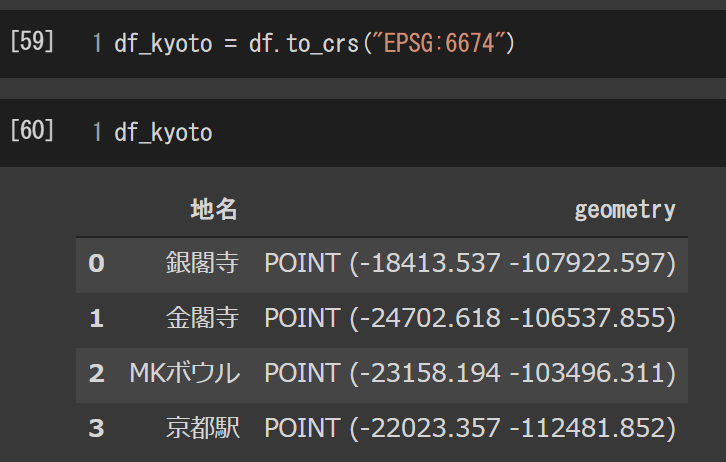 [59] 1 df_kyoto = df.to_crs("EPSG:6674")
[60] 1 df_kyoto
地名 geometry
0 銀閣寺 POINT (-18413.537 -107922.597)
1 金閣寺 POINT (-24702.618 -106537.855)
2 MKボウル POINT (-23158.194 -103496.311)
3 京都駅 POINT (-22023.357 -112481.852)